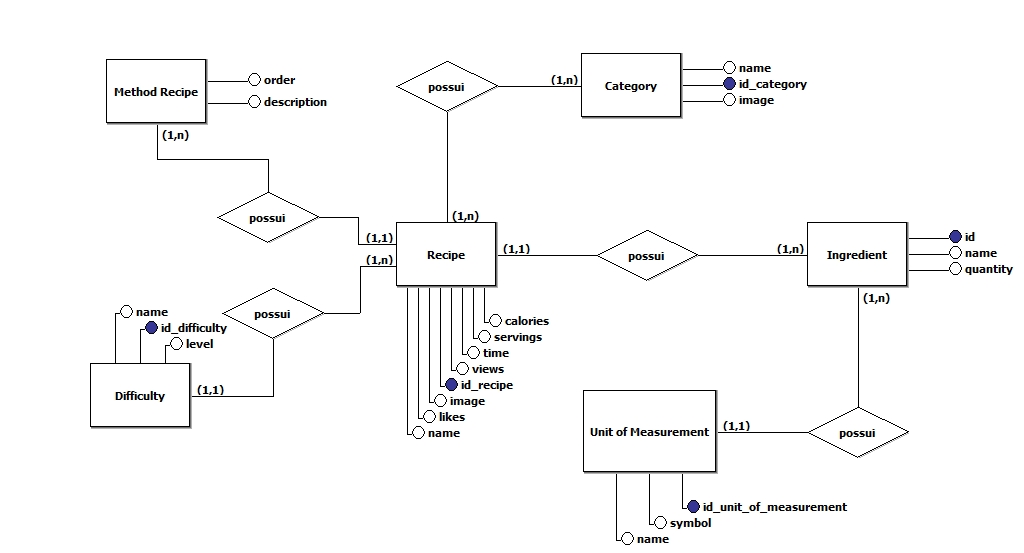 Method Recipe
order
description
(1,n)
possui
(1,n)
Category
name
id_category
image
possui
(1,1)
(1,n)
(1,n)
Recipe
(1,1)
possui
(1,n)
Ingredient
id
name
quantity
(1,n)
possui
name
id_difficulty
level
Difficulty
(1,1)
calories
servings
time
views
id_recipe
image
likes
name
Unit of Measurement
(1,1)
possui
id_unit_of_measurement
symbol
name